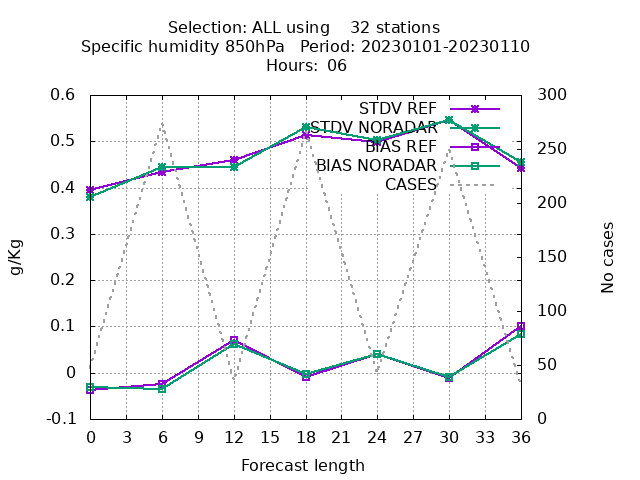 Selection: ALL using    32 stations
Specific humidity 850hPa   Period: 20230101-20230110
Hours: 06
STDV REF
STDV NORADAR
BIAS REF
BIAS NORADAR
CASES
g/Kg
0.6
0.5
0.4
0.3
0.2
0.1
0
-0.1
No cases
300
250
200
150
100
50
0
0 3 6 9 12 15 18 21 24 27 30 33 36
Forecast length